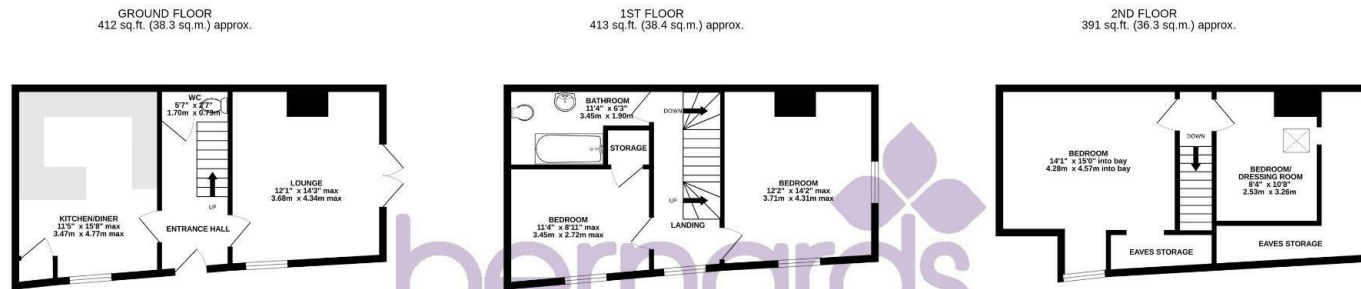 GROUND FLOOR
412 sq.ft. (38.3 sq.m.) approx.
WC
5'7" x 2'7"
1.70m x 0.79m
UP
LOUNGE
12'1" x 14'3" max
3.68m x 4.34m max
KITCHEN/DINER
11'5" x 15'8" max
3.47m x 4.77m max
ENTRANCE HALL
1ST FLOOR
413 sq.ft. (38.4 sq.m.) approx.
BATHROOM
11'4" x 6'3"
3.45m x 1.90m
DOWN
STORAGE
BEDROOM
11'4" x 8'11" max
3.45m x 2.72m max
UP
LANDING
BEDROOM
12'2" x 14'2" max
3.71m x 4.31m max
2ND FLOOR
391 sq.ft. (36.3 sq.m.) approx.
BEDROOM
14'1" x 15'0" into bay
4.28m x 4.57m into bay
DOWN
BEDROOM/
DRESSING ROOM
8'4" x 10'8"
2.53m x 3.26m
EAVES STORAGE
EAVES STORAGE
bernards